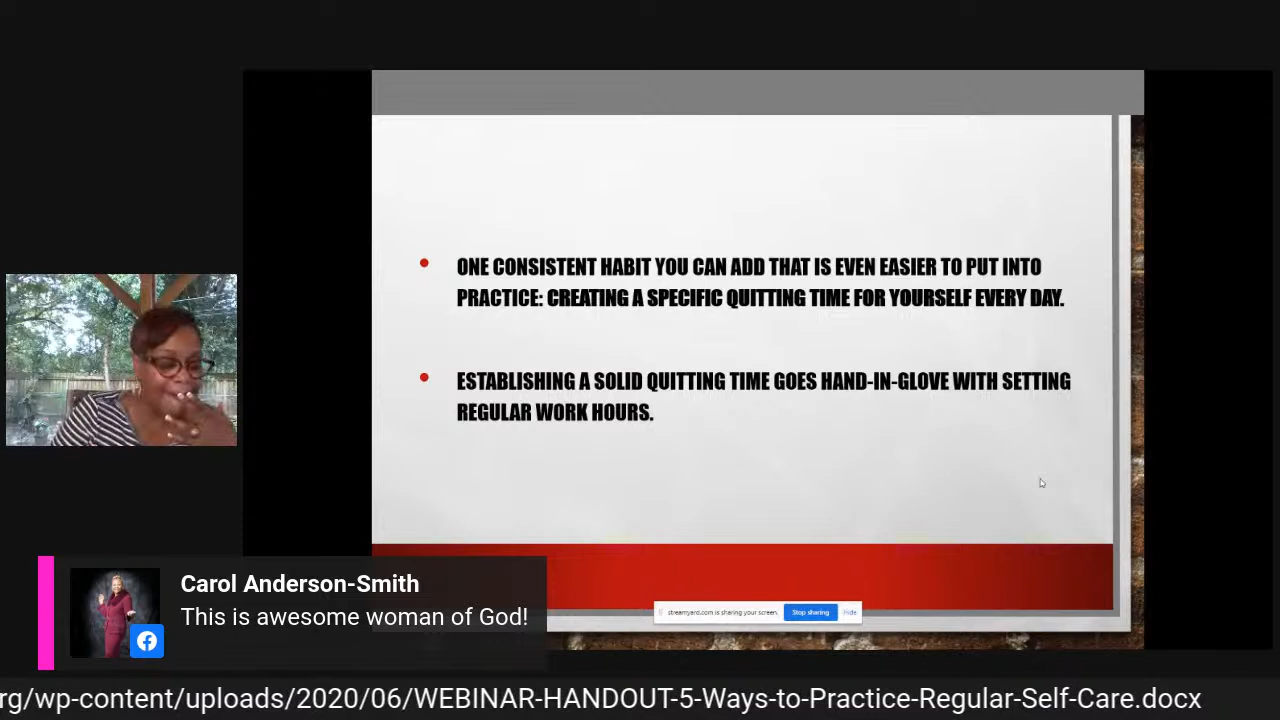 ONE CONSISTENT HABIT YOU CAN ADD THAT IS EVEN EASIER TO PUT INTO
PRACTICE: CREATING A SPECIFIC QUITTING TIME FOR YOURSELF EVERY DAY.
ESTABLISHING A SOLID QUITTING TIME GOES HAND-IN-GLOVE WITH SETTING
REGULAR WORK HOURS.
Carol Anderson-Smith
This is awesome woman of God!
streamyard.com is sharing your screen.
Stop sharing
Hide
rg/wp-content/uploads/2020/06/WEBINAR-HANDOUT-5-Ways-to-Practice-Regular-Self-Care.docx